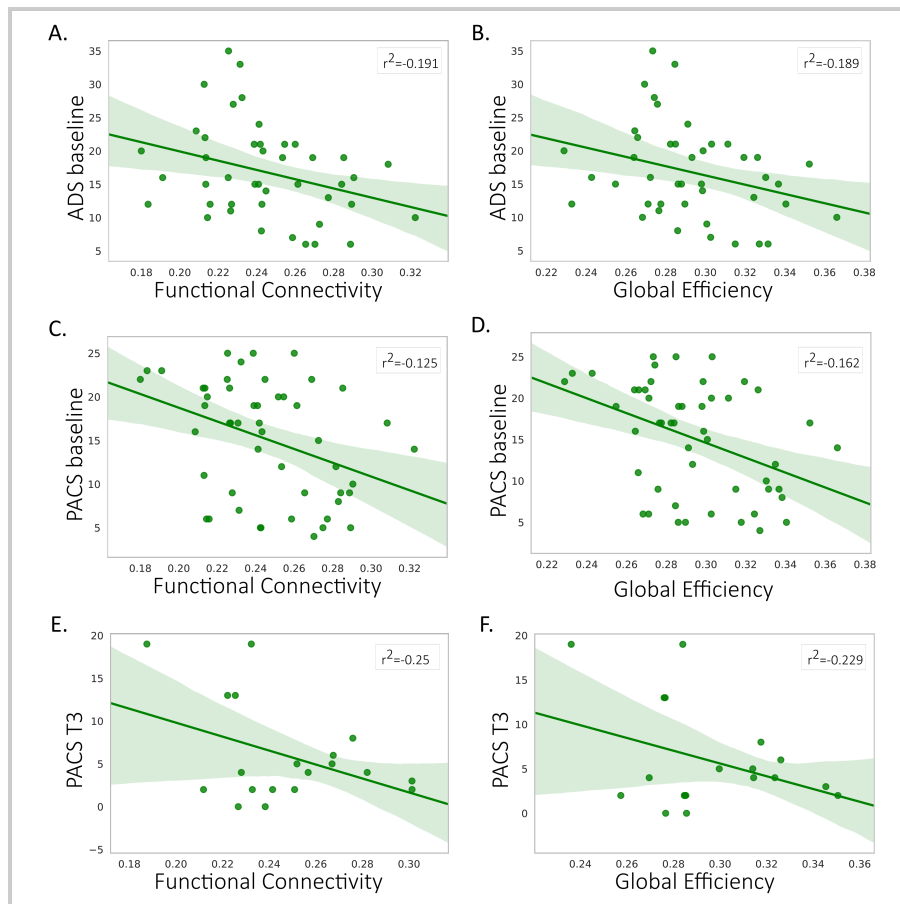 A.
r²=-0.191
ADS baseline
35
30
25
20
15
10
5
0.18 0.20 0.22 0.24 0.26 0.28 0.30 0.32
Functional Connectivity
B.
r²=-0.189
ADS baseline
35
30
25
20
15
10
5
0.22 0.24 0.26 0.28 0.30 0.32 0.34 0.36 0.38
Global Efficiency
C.
r²=-0.125
PACS baseline
25
20
15
10
5
0.18 0.20 0.22 0.24 0.26 0.28 0.30 0.32
Functional Connectivity
D.
r²=-0.162
PACS baseline
25
20
15
10
5
0.22 0.24 0.26 0.28 0.30 0.32 0.34 0.36 0.38
Global Efficiency
E.
r²=-0.25
PACS T3
20
15
10
5
0
−5
0.18 0.20 0.22 0.24 0.26 0.28 0.30
Functional Connectivity
F.
r²=-0.229
PACS T3
20
15
10
5
0
0.24 0.26 0.28 0.30 0.32 0.34 0.36
Global Efficiency